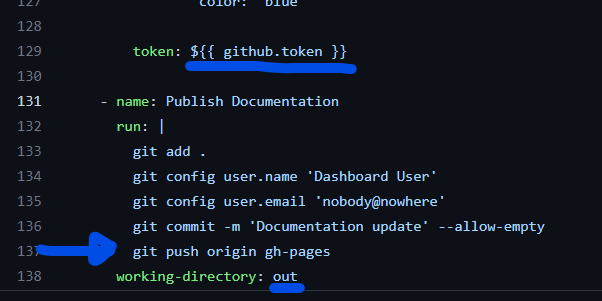 127 color: 'blue'
128
129 token: ${{ github.token }}
130
131 - name: Publish Documentation
132 run: |
133 git add .
134 git config user.name 'Dashboard User'
135 git config user.email 'nobody@nowhere'
136 git commit -m 'Documentation update' --allow-empty
137 git push origin gh-pages
138 working-directory: out